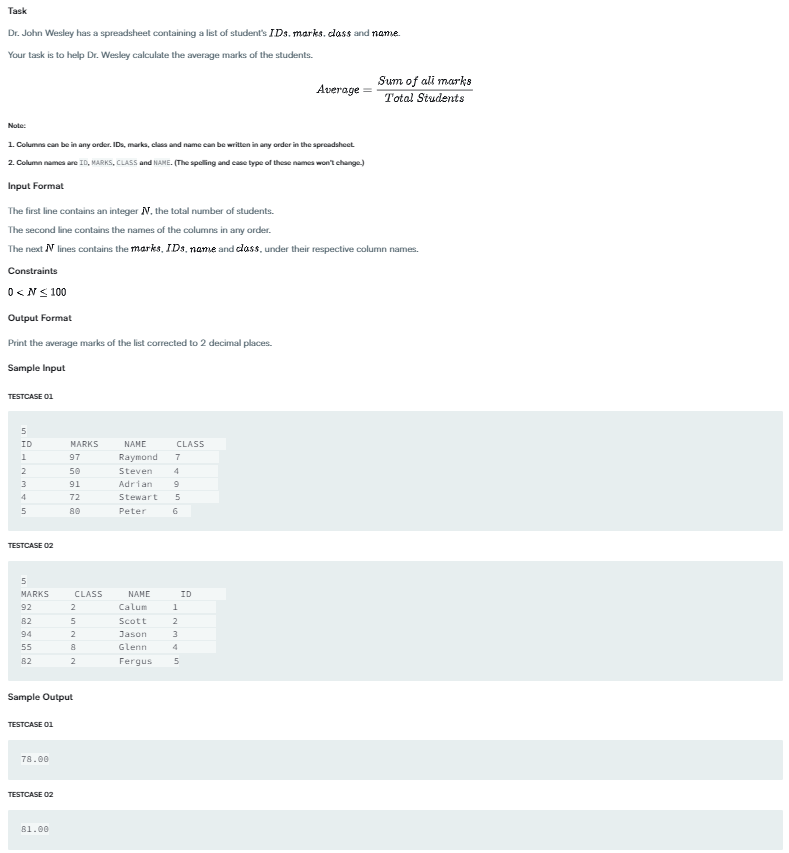 Task
Dr. John Wesley has a spreadsheet containing a list of student's IDs, marks, class and name.
Your task is to help Dr. Wesley calculate the average marks of the students.
Average = Sum of all marks / Total Students
Note:
1. Columns can be in any order. IDs, marks, class and name can be written in any order in the spreadsheet.
2. Column names are ID, MARKS, CLASS and NAME. (The spelling and case type of these names won't change.)
Input Format
The first line contains an integer N, the total number of students.
The second line contains the names of the columns in any order.
The next N lines contains the marks, IDs, name and class, under their respective column names.
Constraints
0 < N ≤ 100
Output Format
Print the average marks of the list corrected to 2 decimal places.
Sample Input
TESTCASE 01
5
ID MARKS NAME CLASS
1 97 Raymond 7
2 50 Steven 4
3 91 Adrian 9
4 72 Stewart 5
5 80 Peter 6
TESTCASE 02
5
MARKS CLASS NAME ID
92 2 Calum 1
82 5 Scott 2
94 2 Jason 3
55 8 Glenn 4
82 2 Fergus 5
Sample Output
TESTCASE 01
78.00
TESTCASE 02
81.00